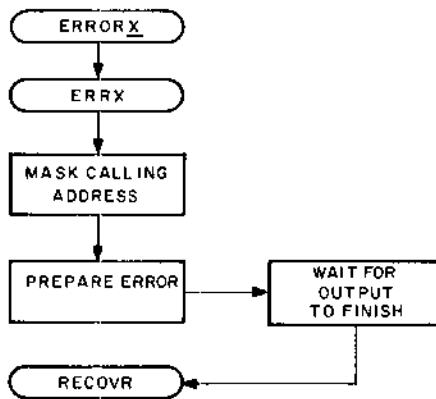 ERRORX
ERRX
MASK CALLING
ADDRESS
PREPARE ERROR
WAIT FOR
OUTPUT
TO FINISH
RECOVR